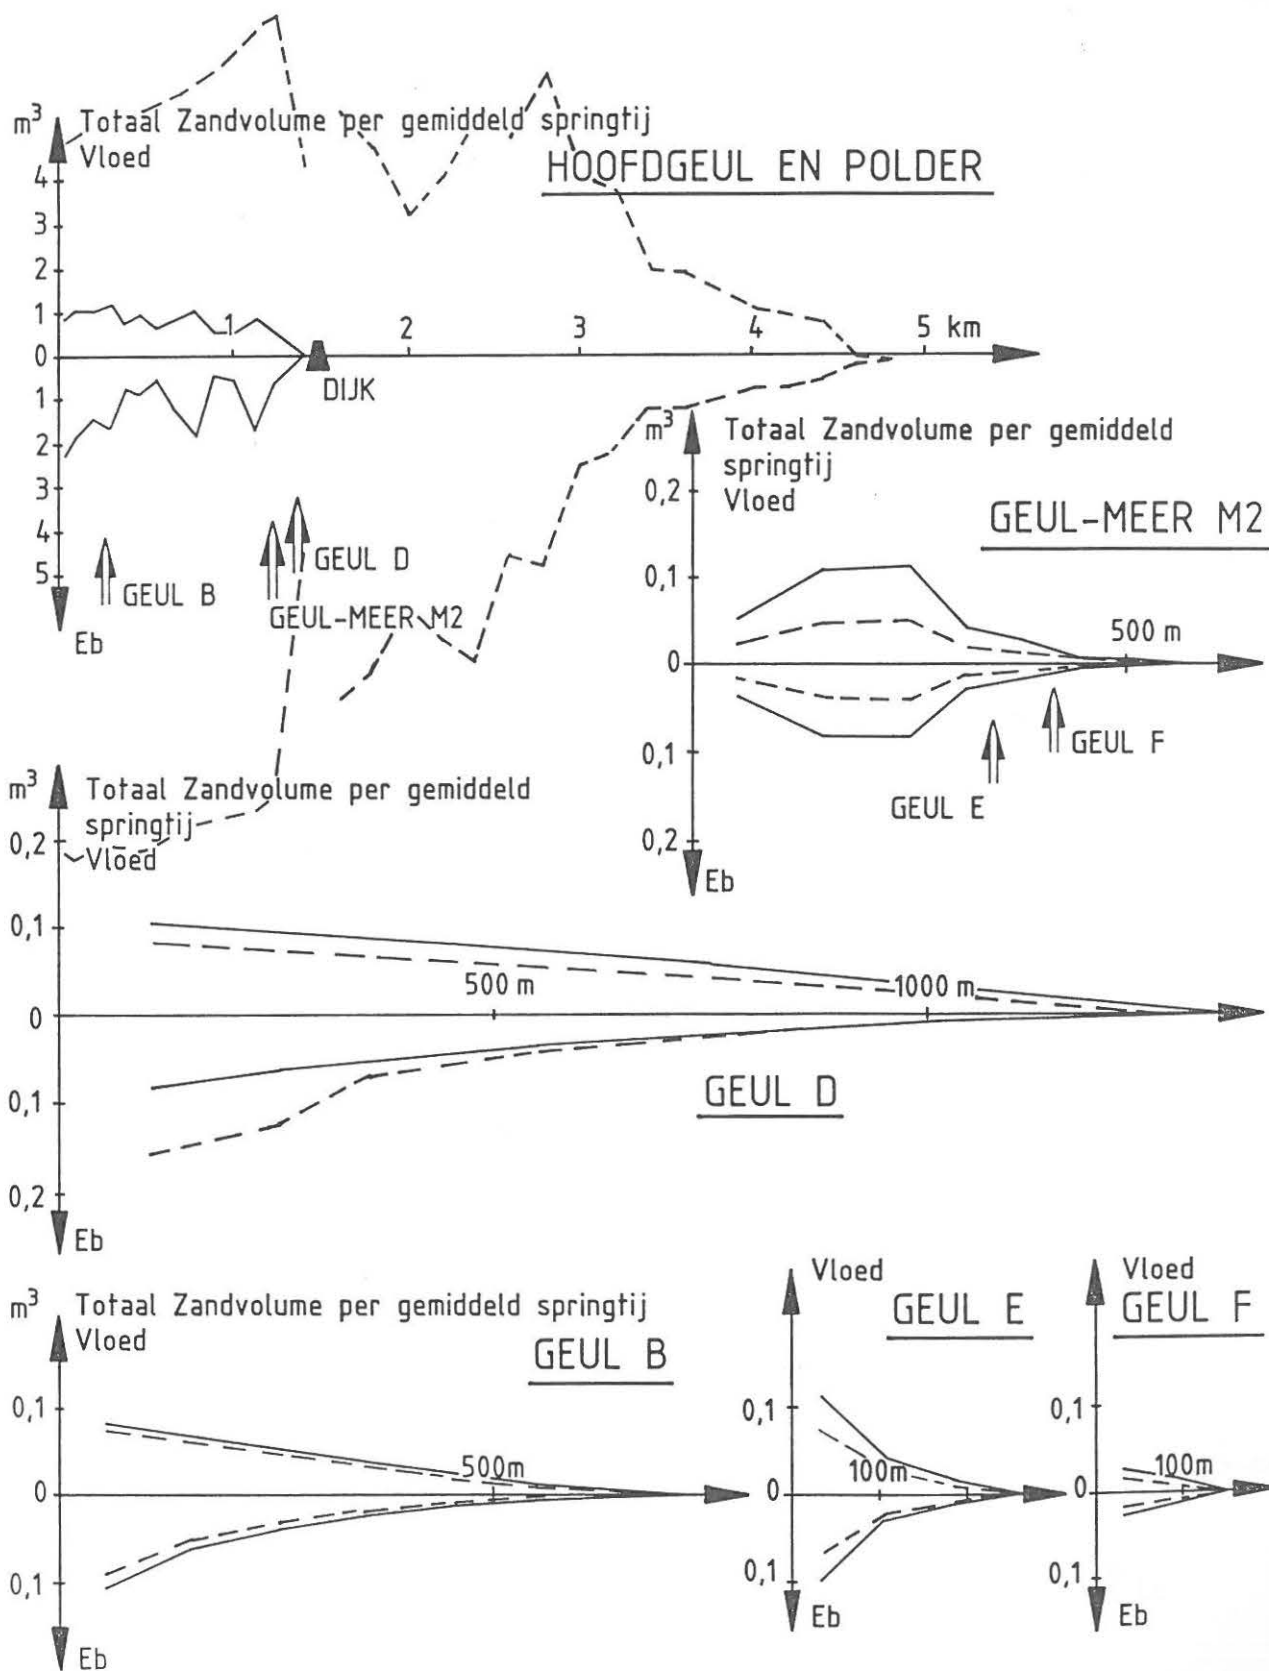 m³ Totaal Zandvolume per gemiddeld springtij
Vloed
HOOFDGEUL EN POLDER
4
3
2
1
0
1
2
3
4
5
Eb
1 2 3 4 5 km
DIJK
GEUL B
GEUL-MEER M2
GEUL D
m³ Totaal Zandvolume per gemiddeld
springtij
Vloed
GEUL-MEER M2
0,2
0,1
0
0,1
0,2
Eb
500 m
GEUL E
GEUL F
m³ Totaal Zandvolume per gemiddeld
springtij
Vloed
0,2
0,1
0
0,1
0,2
Eb
500 m
1000 m
GEUL D
m³ Totaal Zandvolume per gemiddeld springtij
Vloed
GEUL B
0,1
0
0,1
Eb
500m
Vloed
GEUL E
0,1
0
0,1
Eb
100m
Vloed
GEUL F
0,1
0
0,1
Eb
100m